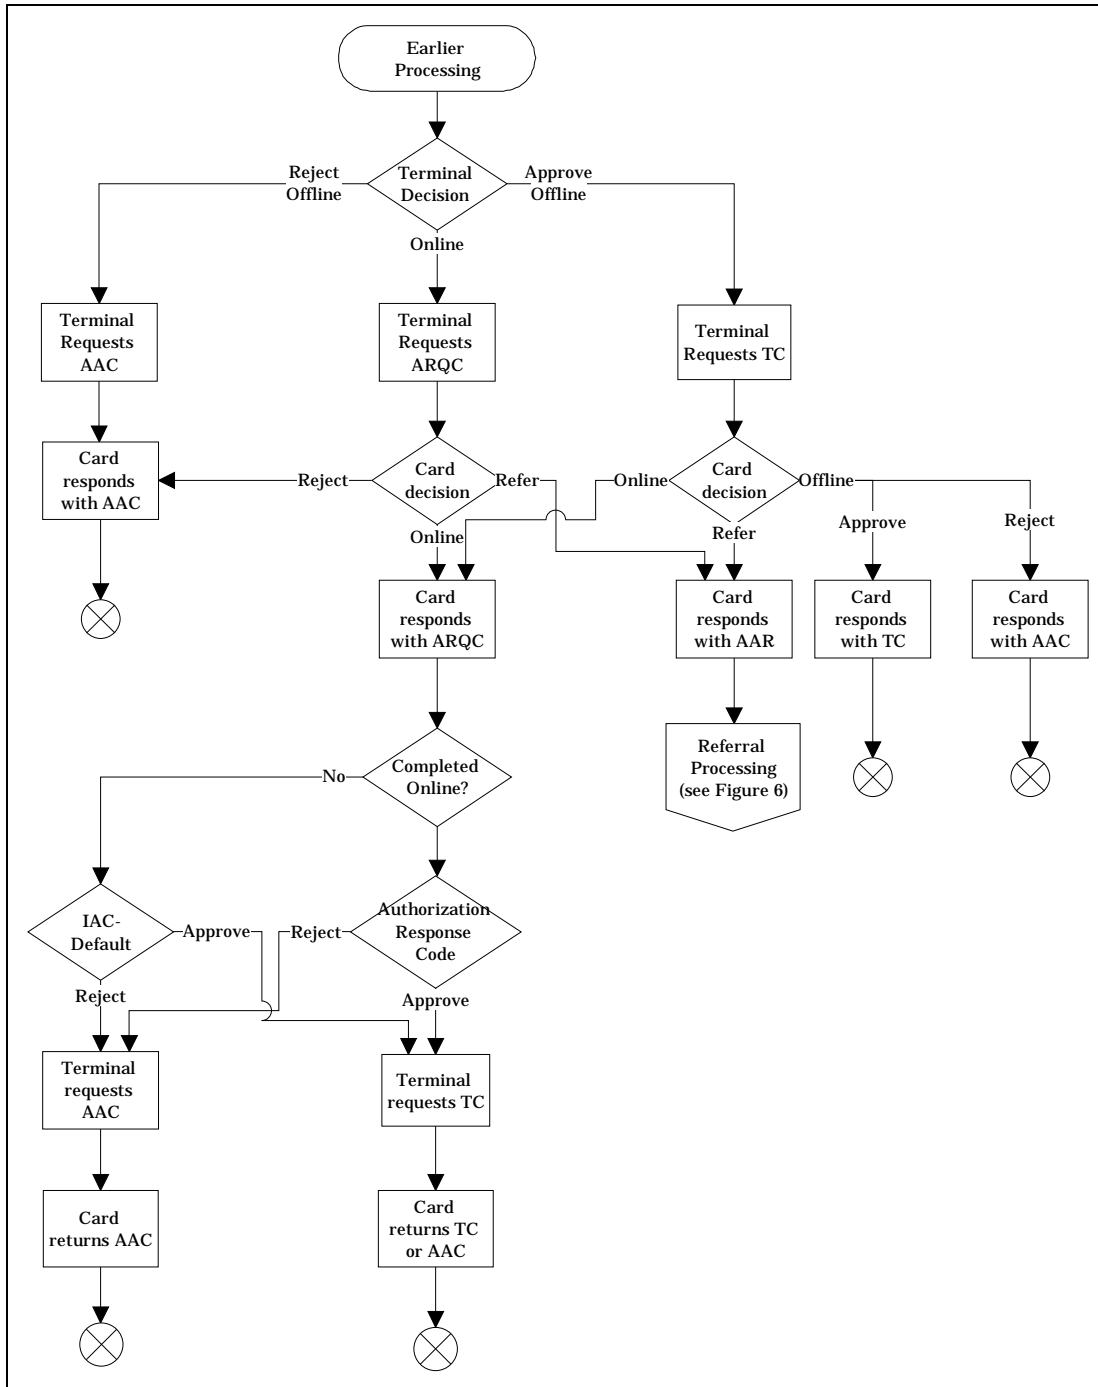 Earlier
Processing
Reject
Offline
Terminal
Decision
Approve
Offline
Online
Terminal
Requests
AAC
Terminal
Requests
ARQC
Terminal
Requests TC
Card
responds
with AAC
Reject
Card
decision
Refer
Online
Card
decision
Offline
Online
Refer
Approve
Reject
Card
responds
with ARQC
Card
responds
with AAR
Card
responds
with TC
Card
responds
with AAC
No
Completed
Online?
Referral
Processing
(see Figure 6)
IAC-
Default
Approve
Reject
Authorization
Response
Code
Reject
Approve
Terminal
requests
AAC
Terminal
requests TC
Card
returns AAC
Card
returns TC
or AAC